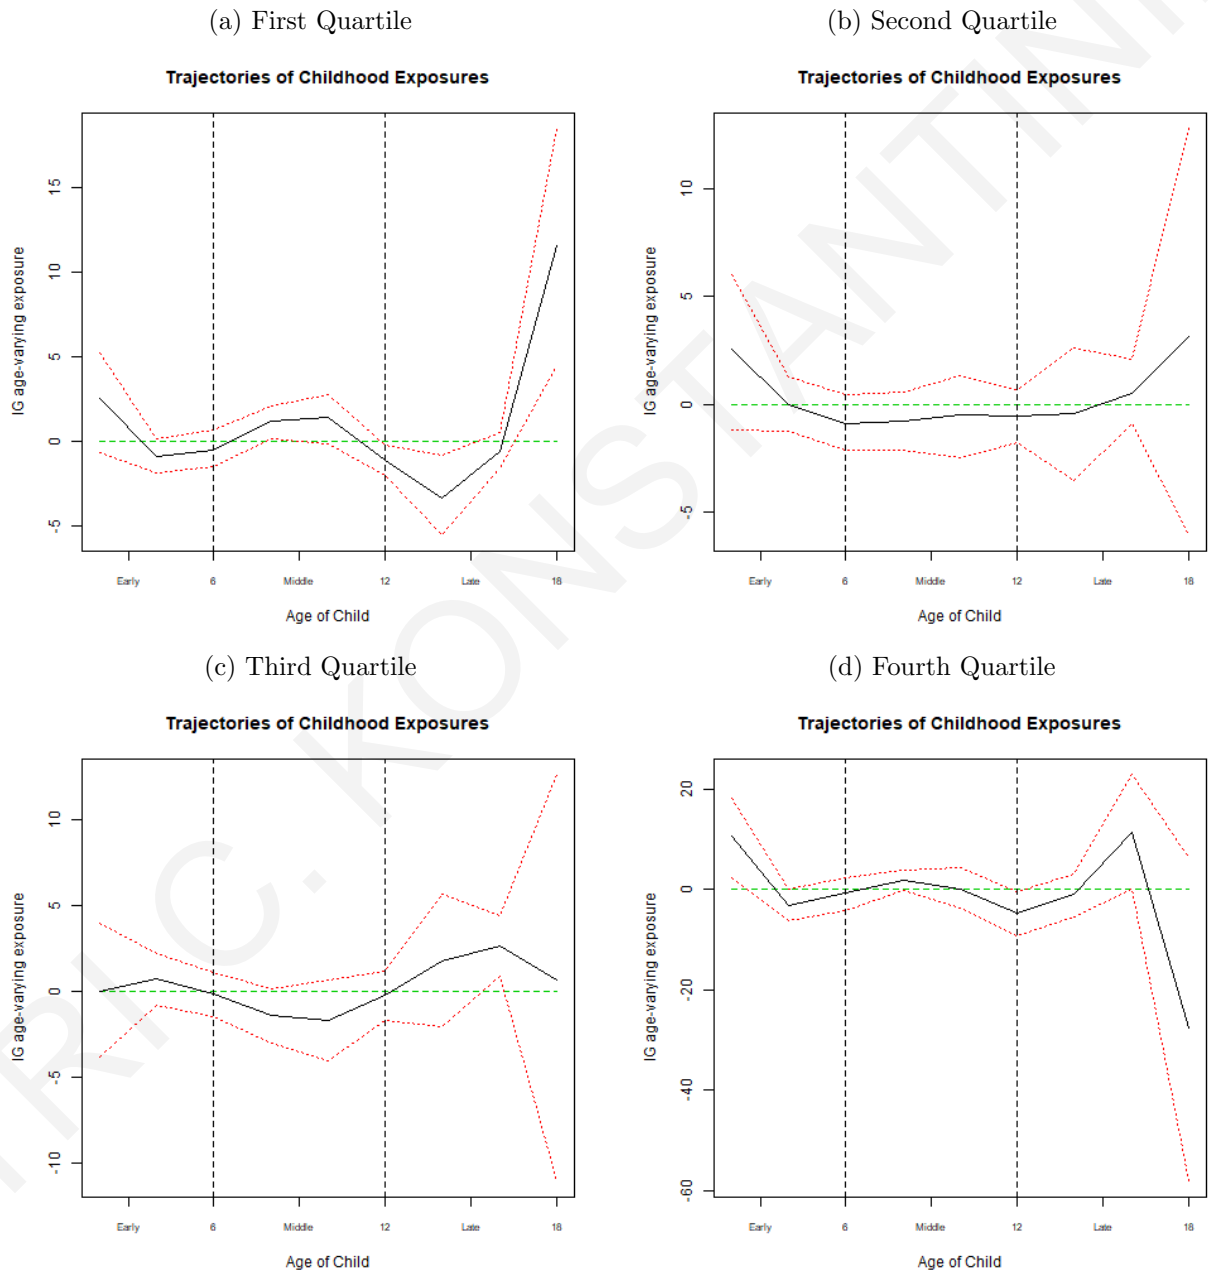 (a) First Quartile
Trajectories of Childhood Exposures
IG age-varying exposure
15
10
5
0
-5
Early 6 Middle 12 Late 18
Age of Child
(b) Second Quartile
Trajectories of Childhood Exposures
IG age-varying exposure
10
5
0
-5
Early 6 Middle 12 Late 18
Age of Child
(c) Third Quartile
Trajectories of Childhood Exposures
IG age-varying exposure
10
5
0
-5
-10
Early 6 Middle 12 Late 18
Age of Child
(d) Fourth Quartile
Trajectories of Childhood Exposures
IG age-varying exposure
20
0
-20
-40
-60
Early 6 Middle 12 Late 18
Age of Child
C. KONSTANTIN